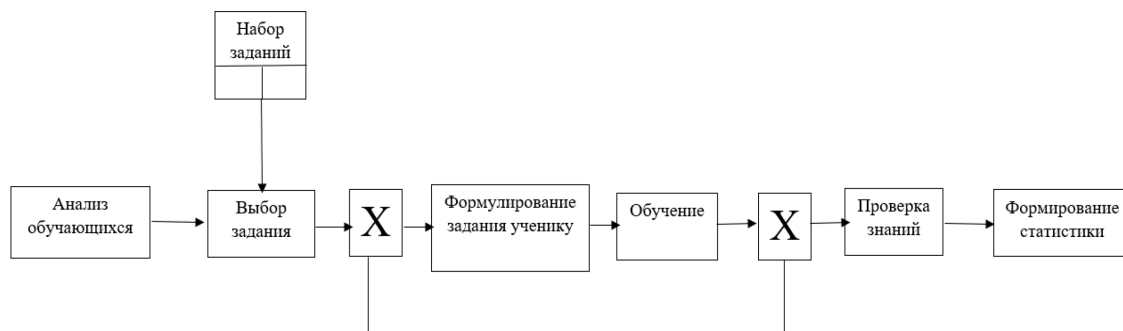 Набор
заданий
Анализ
обучающихся
Выбор
задания
X
Формулирование
задания ученику
Обучение
X
Проверка
знаний
Формирование
статистики